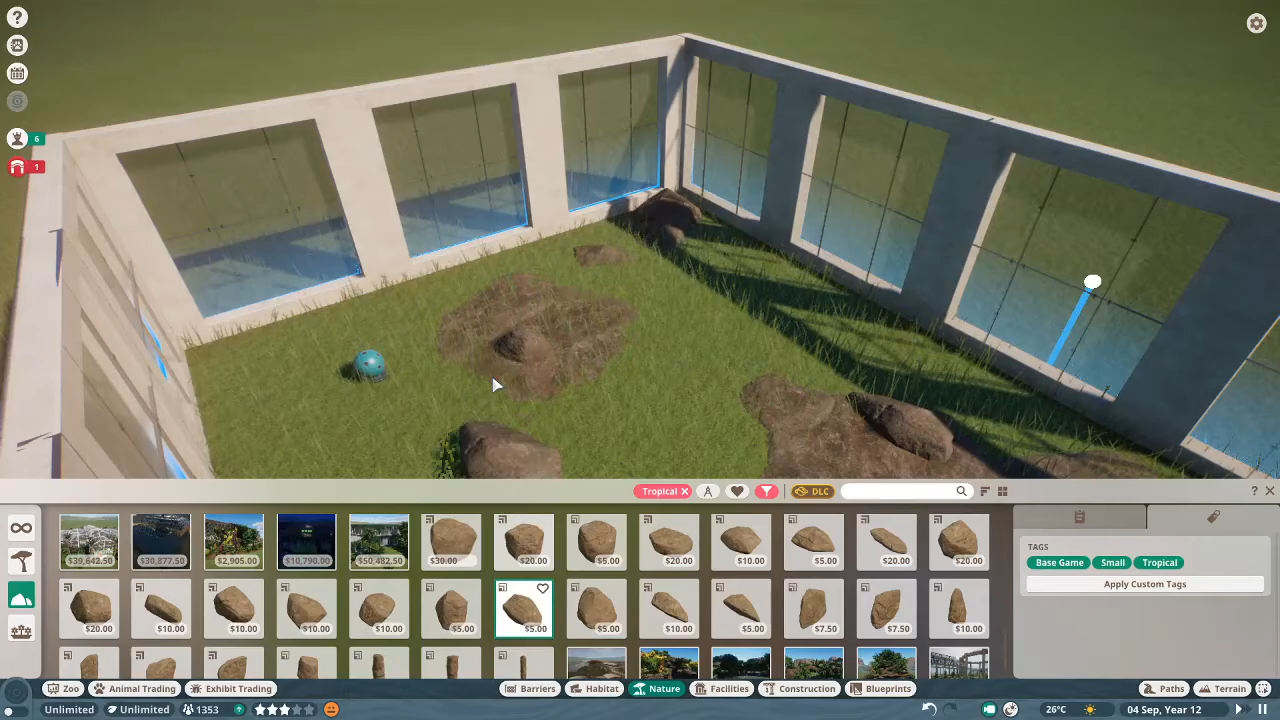 ?
6
1
Tropical ×
DLC
? ×
$39,642.50 $30,877.50 $2,905.00 $10,790.00 $50,482.50 $30.00 $20.00 $5.00 $20.00 $10.00 $5.00 $20.00 $20.00
TAGS
Base Game Small Tropical
Apply Custom Tags
$20.00 $10.00 $10.00 $10.00 $10.00 $5.00 $5.00 $5.00 $10.00 $5.00 $7.50 $7.50 $10.00
Zoo Animal Trading Exhibit Trading Barriers Habitat Nature Facilities Construction Blueprints Paths Terrain
Unlimited Unlimited 1353 26°C 04 Sep, Year 12